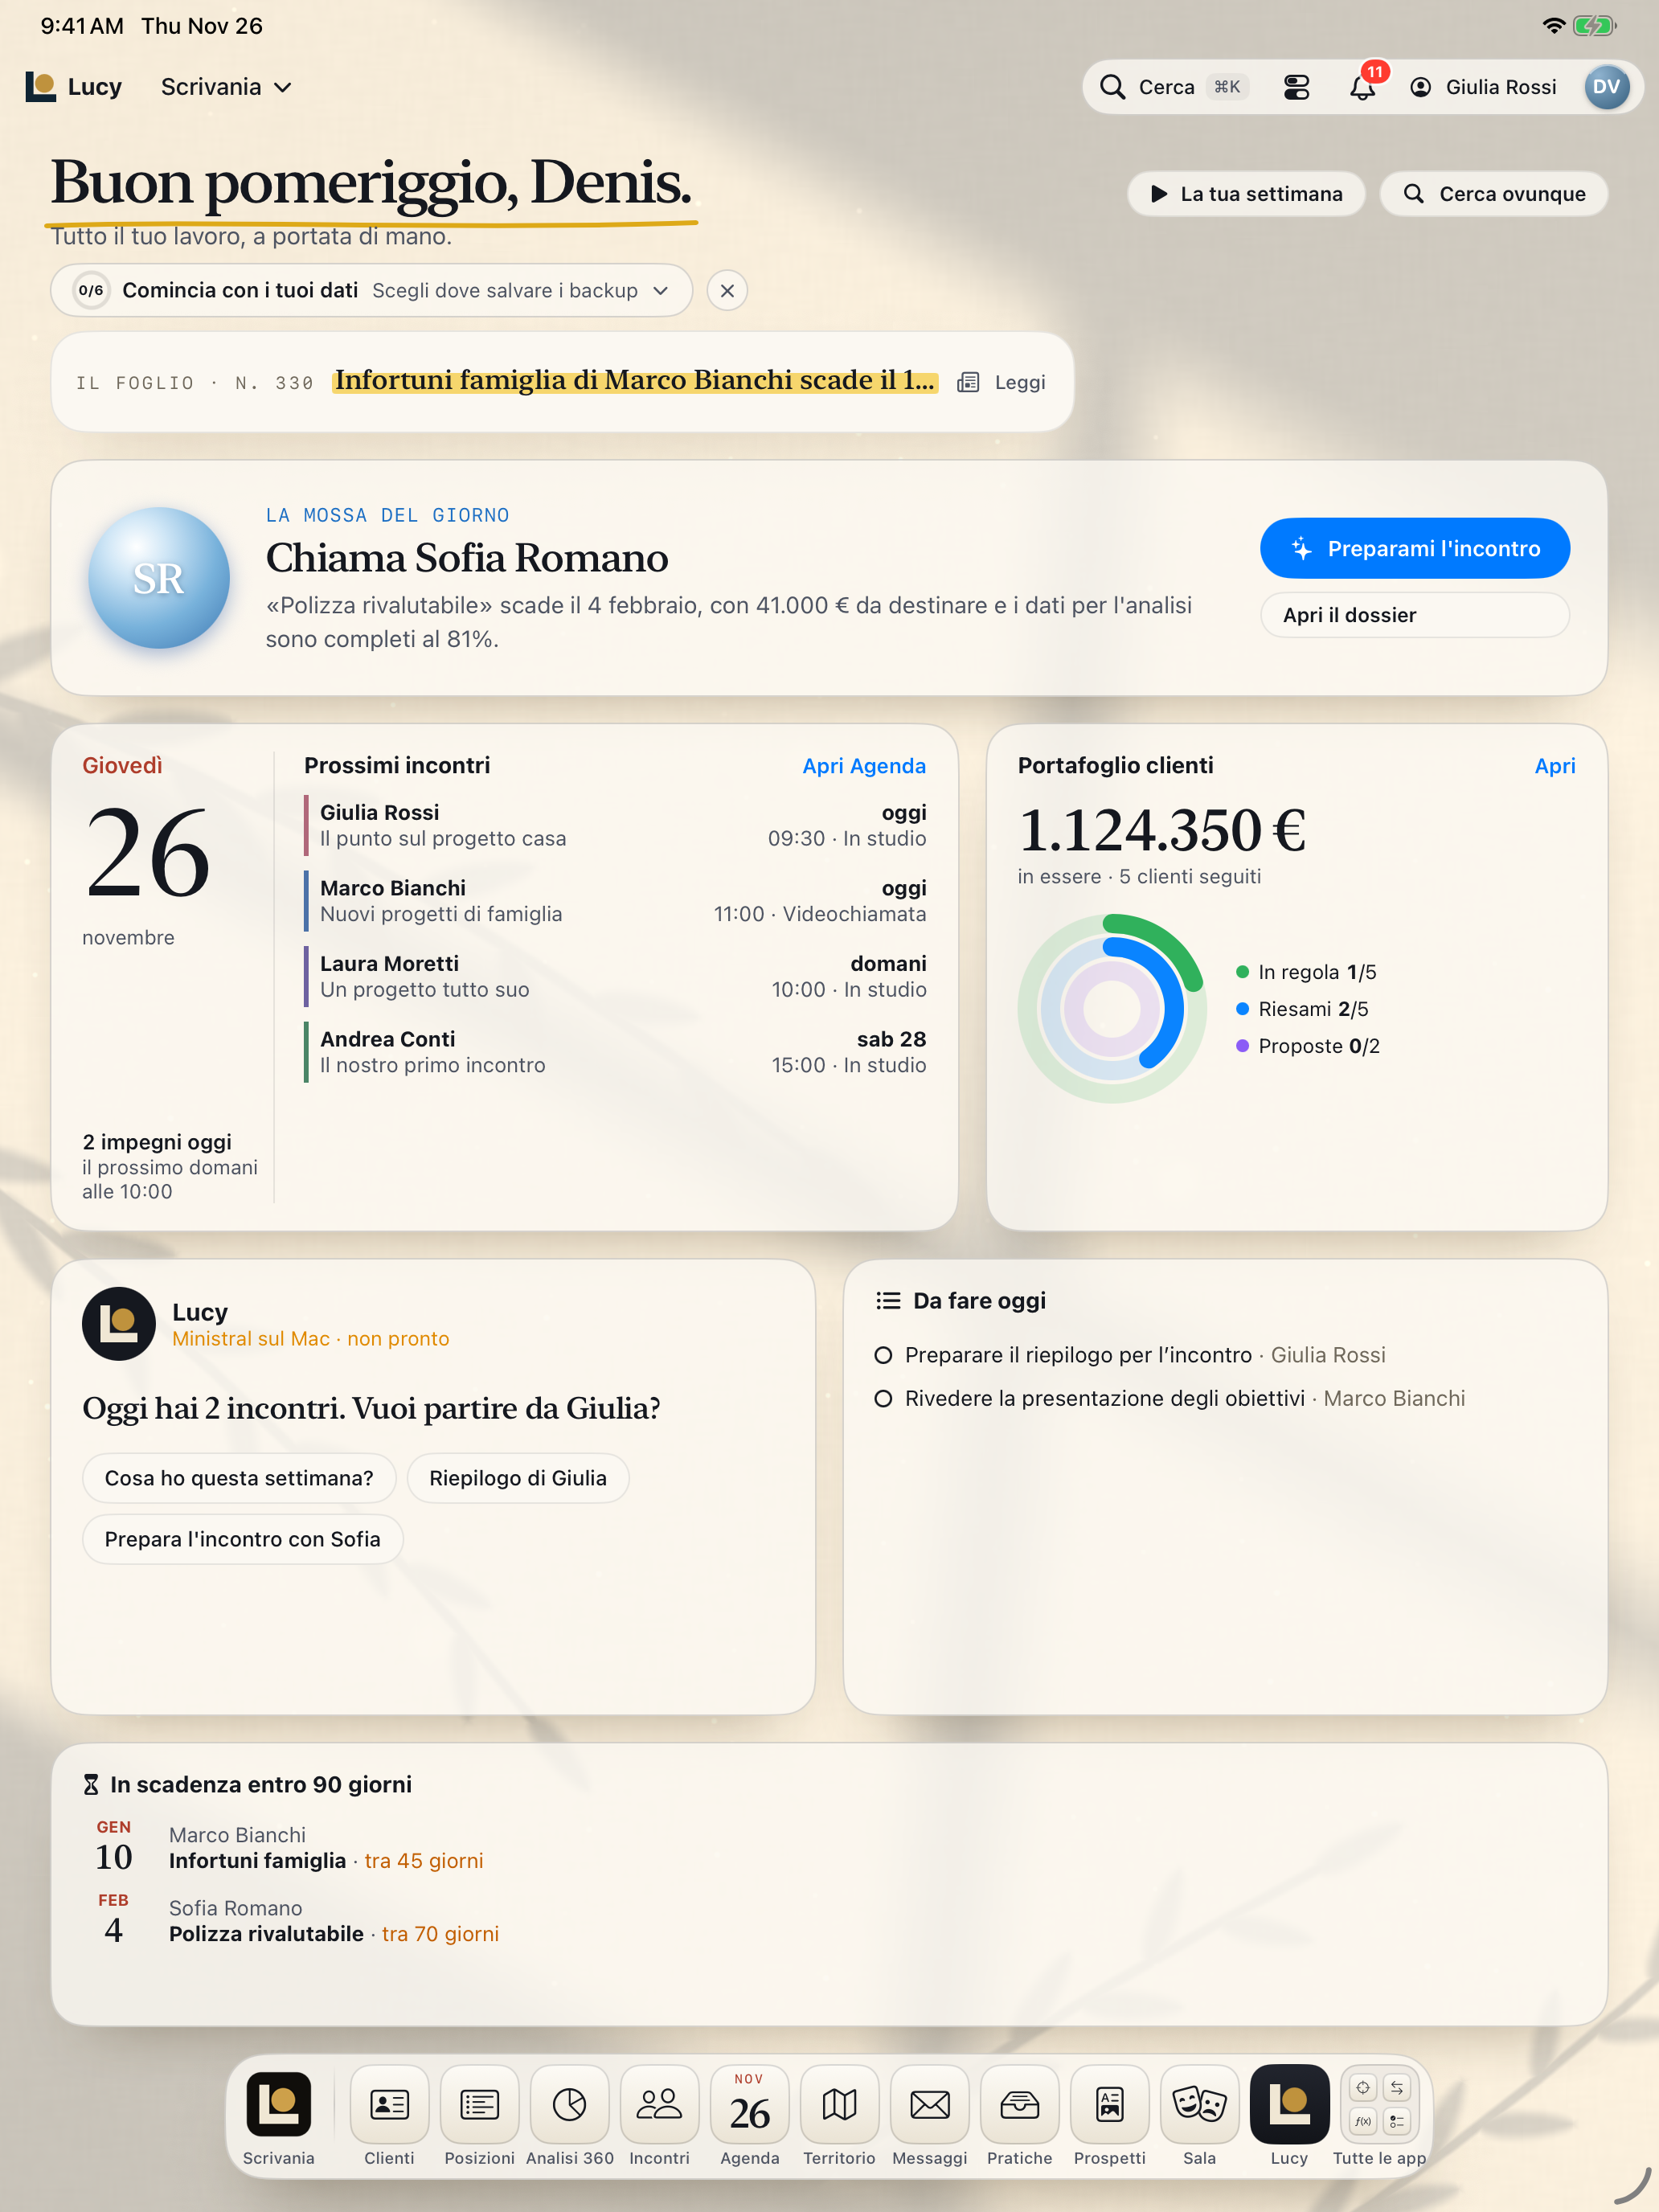 9:41 AM Thu Nov 26
Lucy
Scrivania
Cerca ⌘K
11
Giulia Rossi
DV
Buon pomeriggio, Denis.
Tutto il tuo lavoro, a portata di mano.
La tua settimana
Cerca ovunque
0/6 Comincia con i tuoi dati Scegli dove salvare i backup
IL FOGLIO · N. 330 Infortuni famiglia di Marco Bianchi scade il 1… Leggi
SR
LA MOSSA DEL GIORNO
Chiama Sofia Romano
«Polizza rivalutabile» scade il 4 febbraio, con 41.000 € da destinare e i dati per l'analisi
sono completi al 81%.
Preparami l'incontro
Apri il dossier
Giovedì
26
novembre
2 impegni oggi
il prossimo domani
alle 10:00
Prossimi incontri Apri Agenda
Giulia Rossi oggi
Il punto sul progetto casa 09:30 · In studio
Marco Bianchi oggi
Nuovi progetti di famiglia 11:00 · Videochiamata
Laura Moretti domani
Un progetto tutto suo 10:00 · In studio
Andrea Conti sab 28
Il nostro primo incontro 15:00 · In studio
Portafoglio clienti Apri
1.124.350 €
in essere · 5 clienti seguiti
In regola 1/5
Riesami 2/5
Proposte 0/2
Lucy
Ministral sul Mac · non pronto
Oggi hai 2 incontri. Vuoi partire da Giulia?
Cosa ho questa settimana?
Riepilogo di Giulia
Prepara l'incontro con Sofia
Da fare oggi
Preparare il riepilogo per l’incontro · Giulia Rossi
Rivedere la presentazione degli obiettivi · Marco Bianchi
In scadenza entro 90 giorni
GEN
10
Marco Bianchi
Infortuni famiglia · tra 45 giorni
FEB
4
Sofia Romano
Polizza rivalutabile · tra 70 giorni
NOV
26
f(x)
Scrivania Clienti Posizioni Analisi 360 Incontri Agenda Territorio Messaggi Pratiche Prospetti Sala Lucy Tutte le app